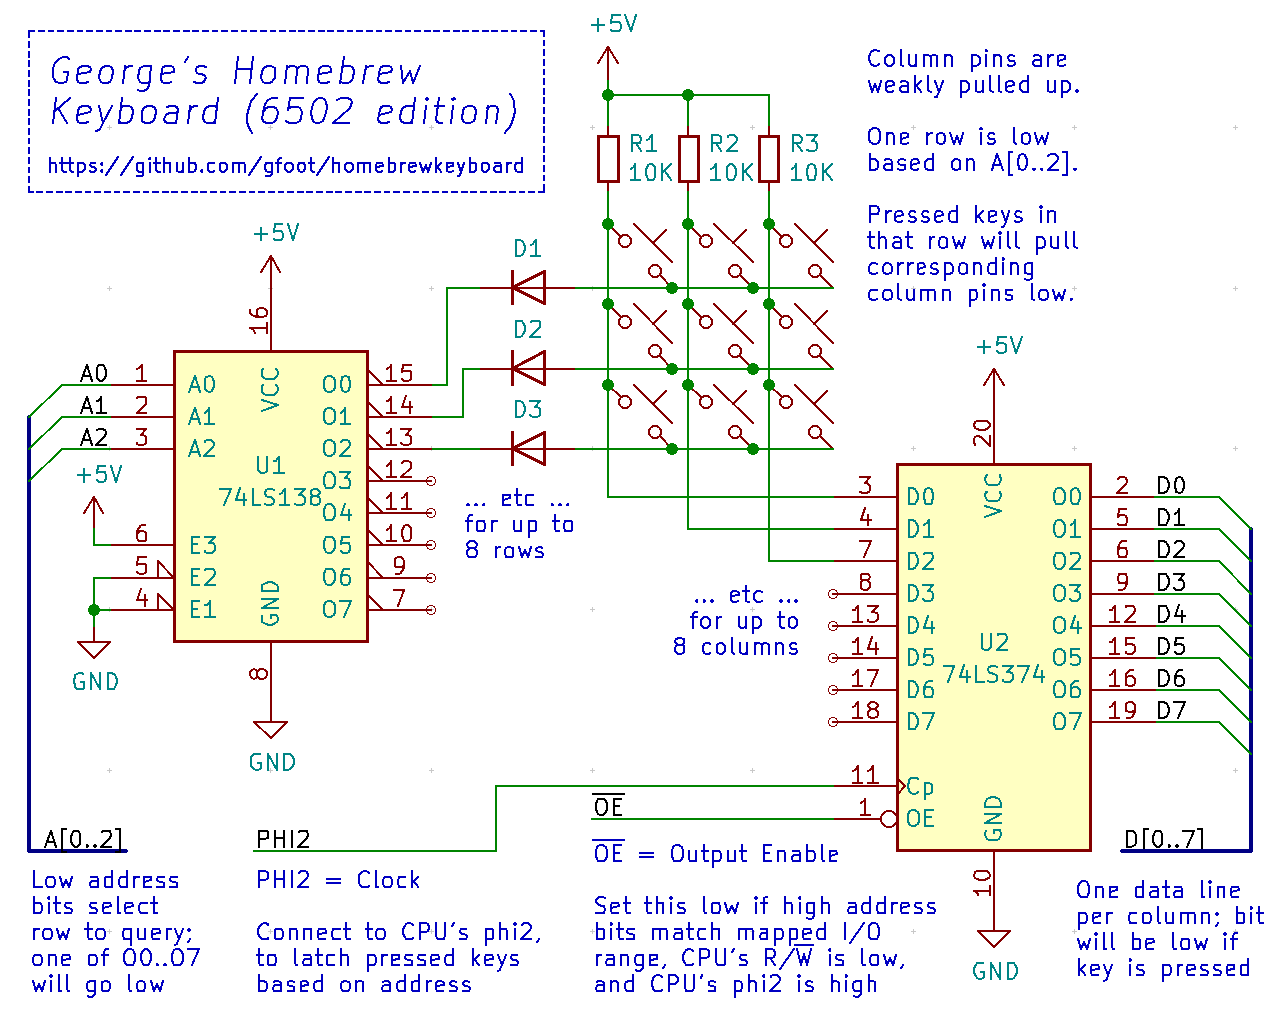 George's Homebrew
Keyboard (6502 edition)
https://github.com/gfoot/homebrewkeyboard
+5V
R1
10K
R2
10K
R3
10K
Column pins are
weakly pulled up.
One row is low
based on A[0..2].
Pressed keys in
that row will pull
corresponding
column pins low.
+5V
16
VCC
D1
D2
D3
A0
A1
A2
1
2
3
A0
A1
A2
+5V
6
5
4
E3
E2
E1
GND
U1
74LS138
O0
O1
O2
O3
O4
O5
O6
O7
15
14
13
12
11
10
9
7
GND
8
GND
... etc ...
for up to
8 rows
+5V
20
VCC
3
4
7
8
13
14
17
18
D0
D1
D2
D3
D4
D5
D6
D7
... etc ...
for up to
8 columns
U2
74LS374
O0
O1
O2
O3
O4
O5
O6
O7
2
5
6
9
12
15
16
19
D0
D1
D2
D3
D4
D5
D6
D7
11
Cp
1
OE
GND
10
GND
A[0..2]
PHI2
OE
D[0..7]
Low address
bits select
row to query;
one of O0..O7
will go low
PHI2 = Clock
Connect to CPU's phi2,
to latch pressed keys
based on address
OE = Output Enable
Set this low if high address
bits match mapped I/O
range, CPU's R/W is low,
and CPU's phi2 is high
One data line
per column; bit
will be low if
key is pressed